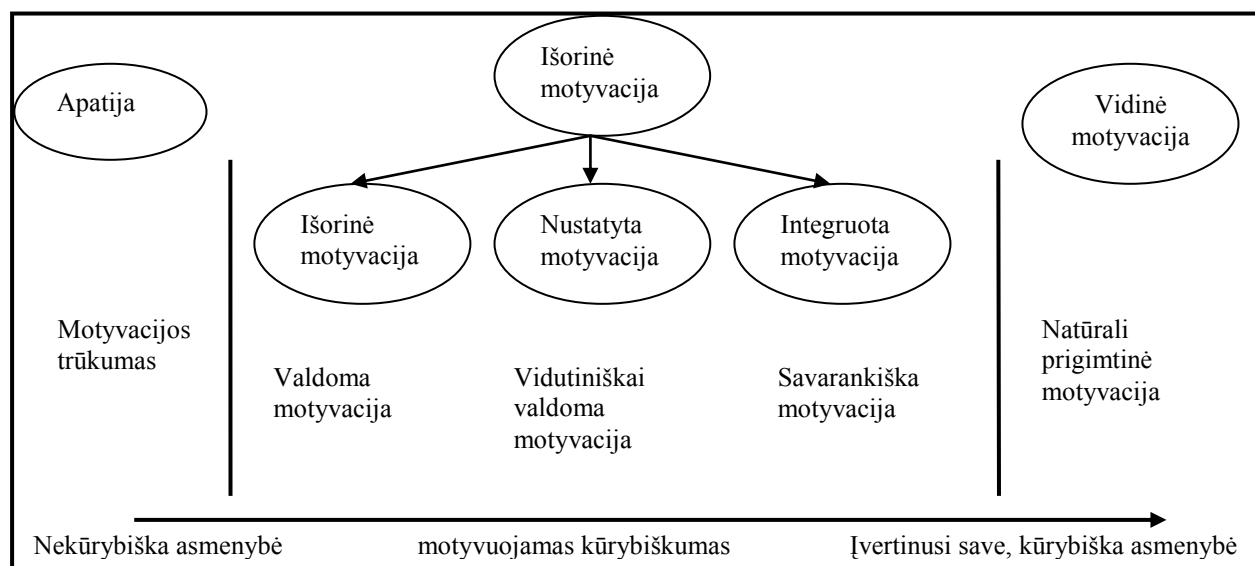 Išorinė
motyvacija
Apatija
Vidinė
motyvacija
Išorinė
motyvacija
Nustatyta
motyvacija
Integruota
motyvacija
Motyvacijos
trūkumas
Valdoma
motyvacija
Vidutiniškai
valdoma
motyvacija
Savarankiška
motyvacija
Natūrali
prigimtinė
motyvacija
Nekūrybiška asmenybė
motyvuojamas kūrybiškumas
Įvertinusi save, kūrybiška asmenybė